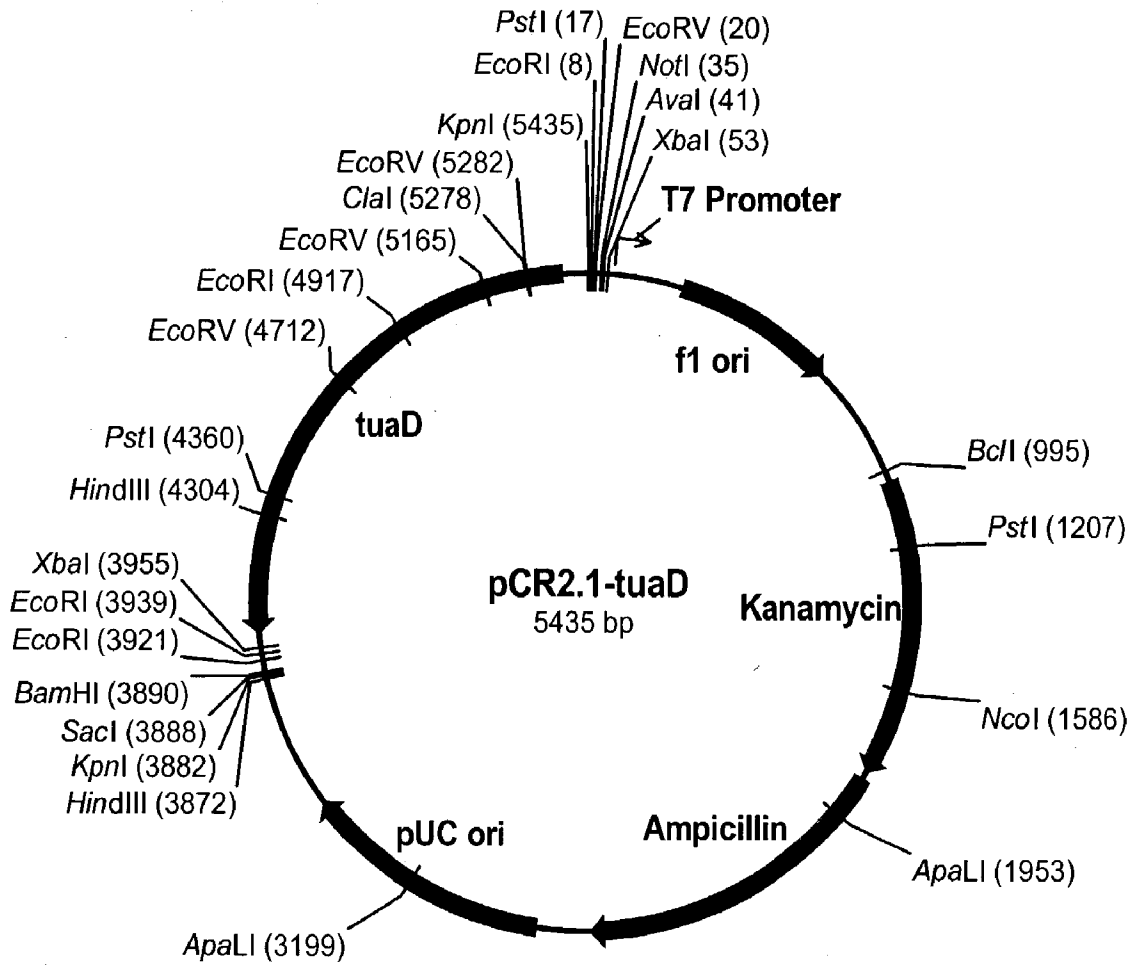 PstI (17)
EcoRV (20)
EcoRI (8)
NotI (35)
AvaI (41)
KpnI (5435)
XbaI (53)
EcoRV (5282)
ClaI (5278)
T7 Promoter
EcoRV (5165)
EcoRI (4917)
EcoRV (4712)
f1 ori
tuaD
PstI (4360)
BclI (995)
HindIII (4304)
PstI (1207)
XbaI (3955)
pCR2.1-tuaD
EcoRI (3939)
Kanamycin
5435 bp
EcoRI (3921)
BamHI (3890)
NcoI (1586)
SacI (3888)
KpnI (3882)
HindIII (3872)
pUC ori
Ampicillin
ApaLI (1953)
ApaLI (3199)